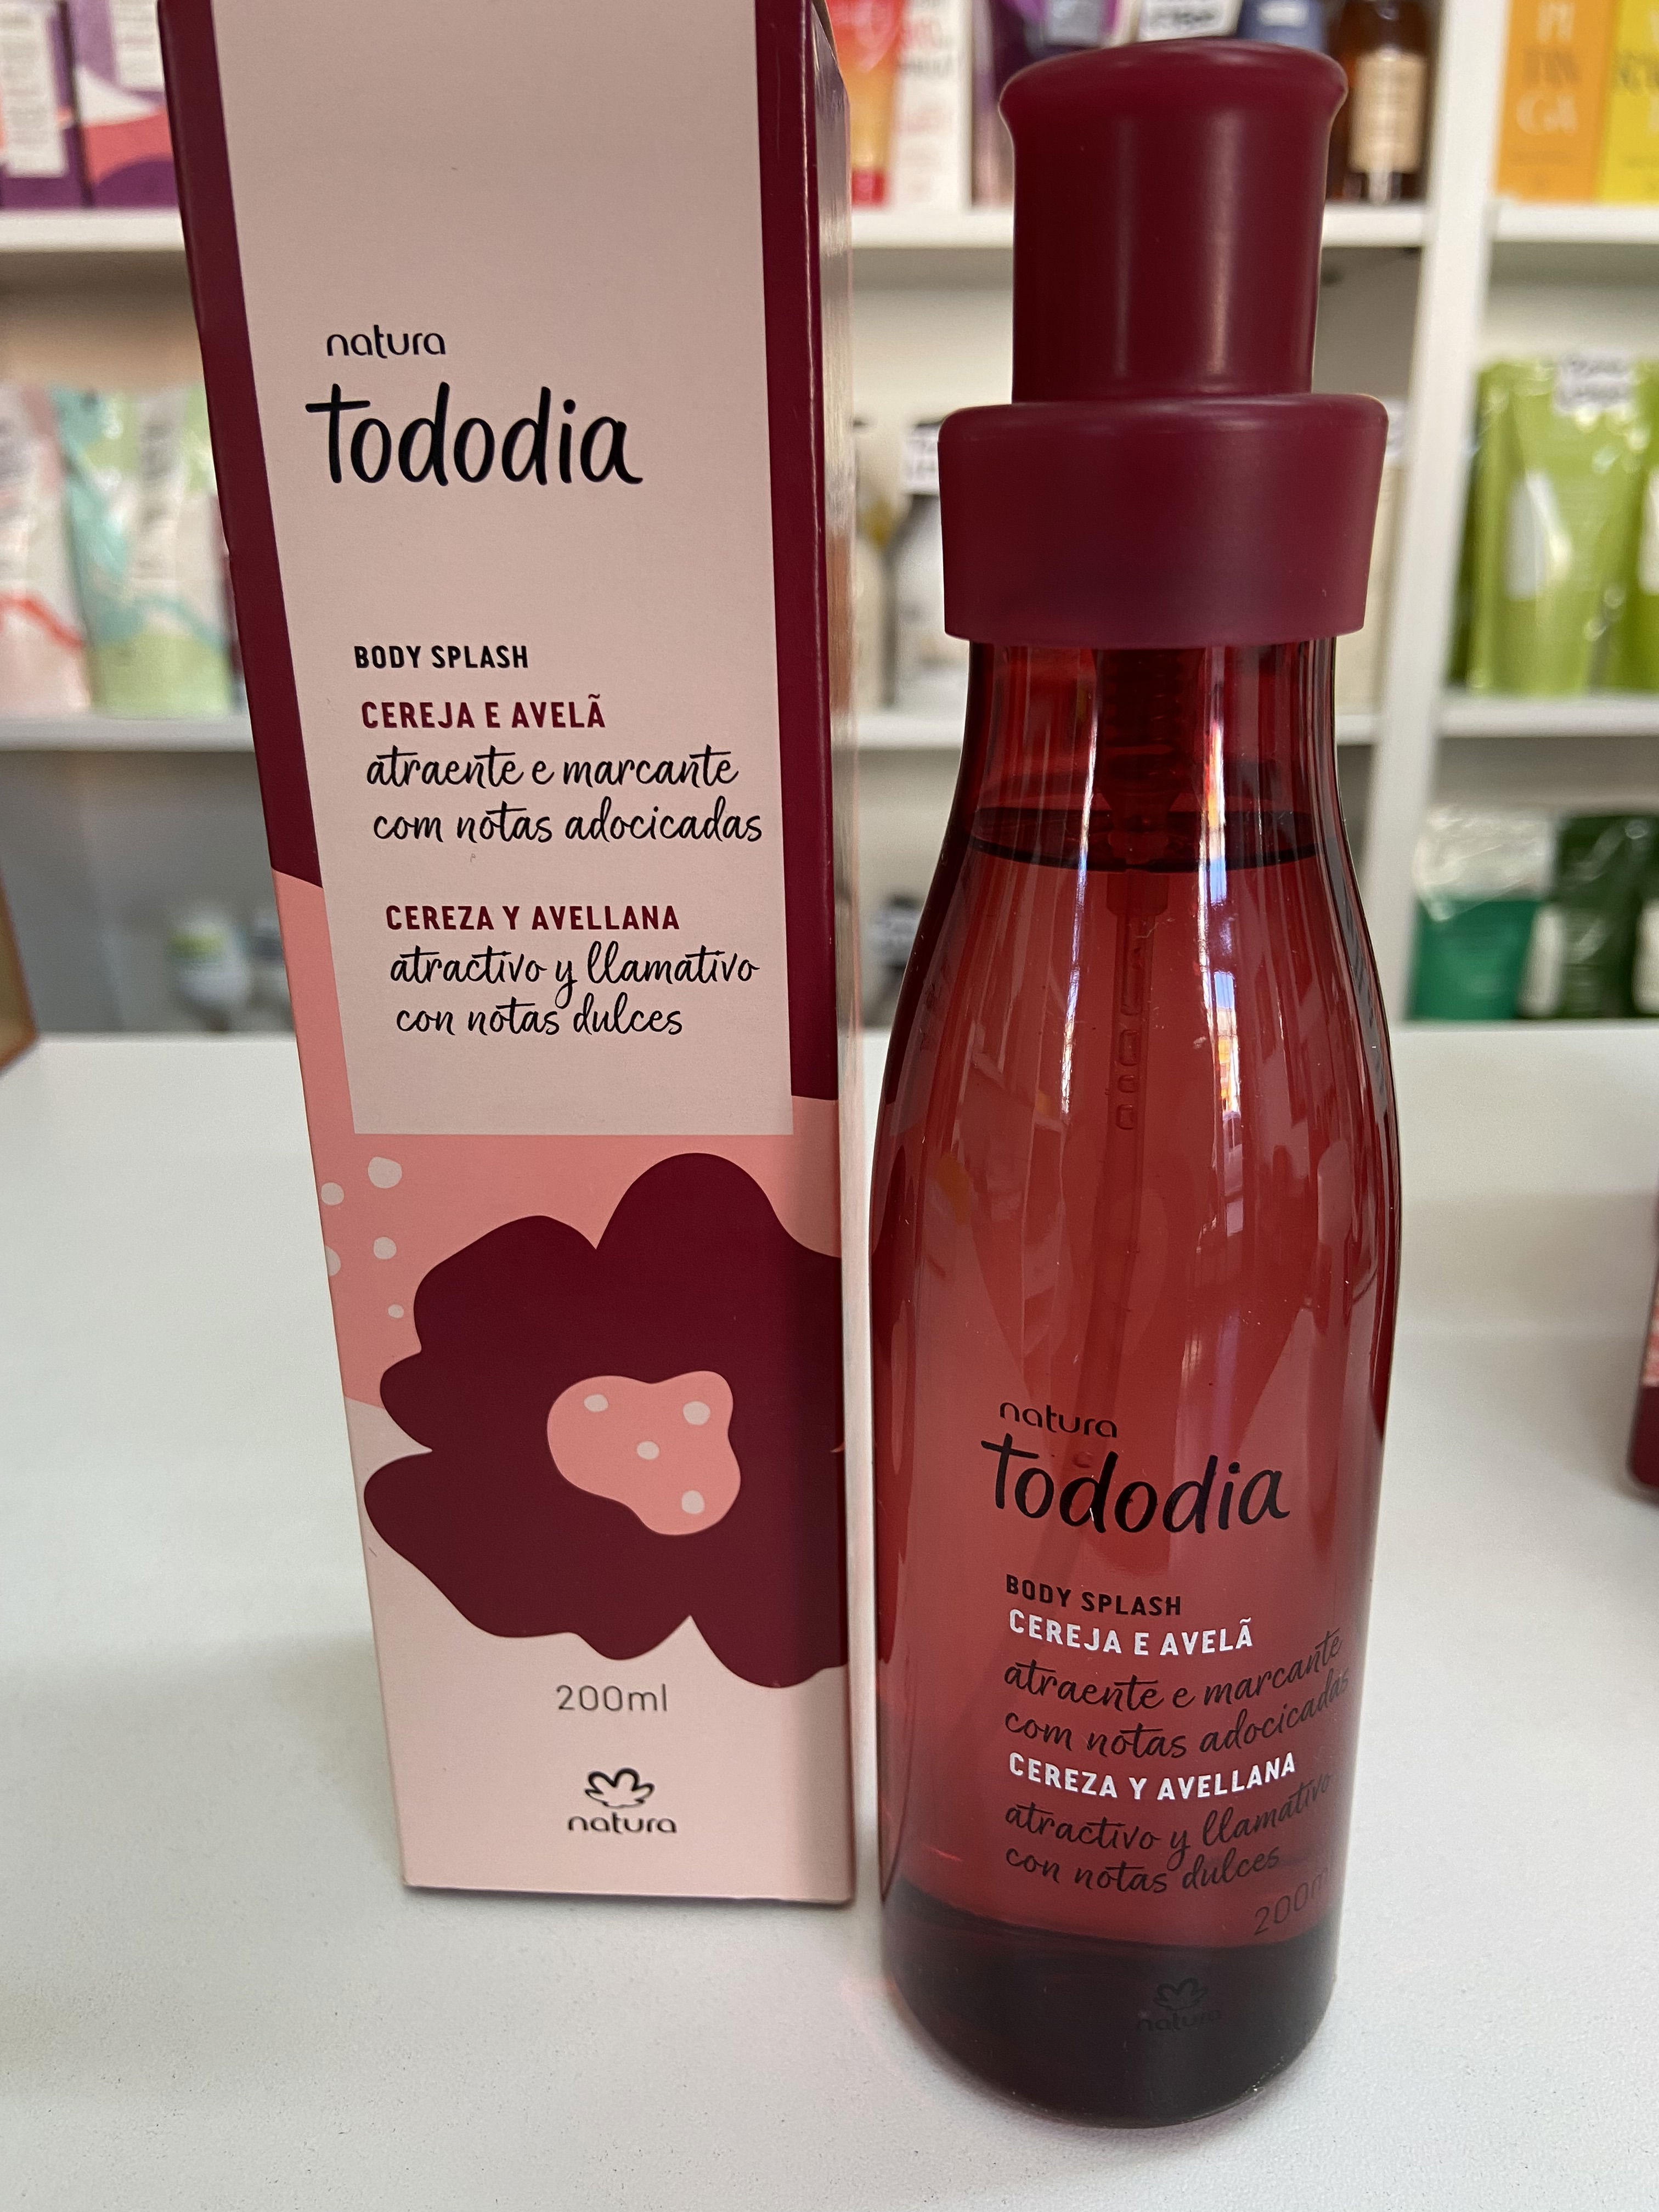 natura
tododia
BODY SPLASH
CEREJA E AVELÃ
atraente e marcante
com notas adocicadas
CEREZA Y AVELLANA
atractivo y llamativo
con notas dulces
200ml
natura
natura
tododia
BODY SPLASH
CEREJA E AVELÃ
atraente e marcante
com notas adocicadas
CEREZA Y AVELLANA
atractivo y llamativo
con notas dulces
natura